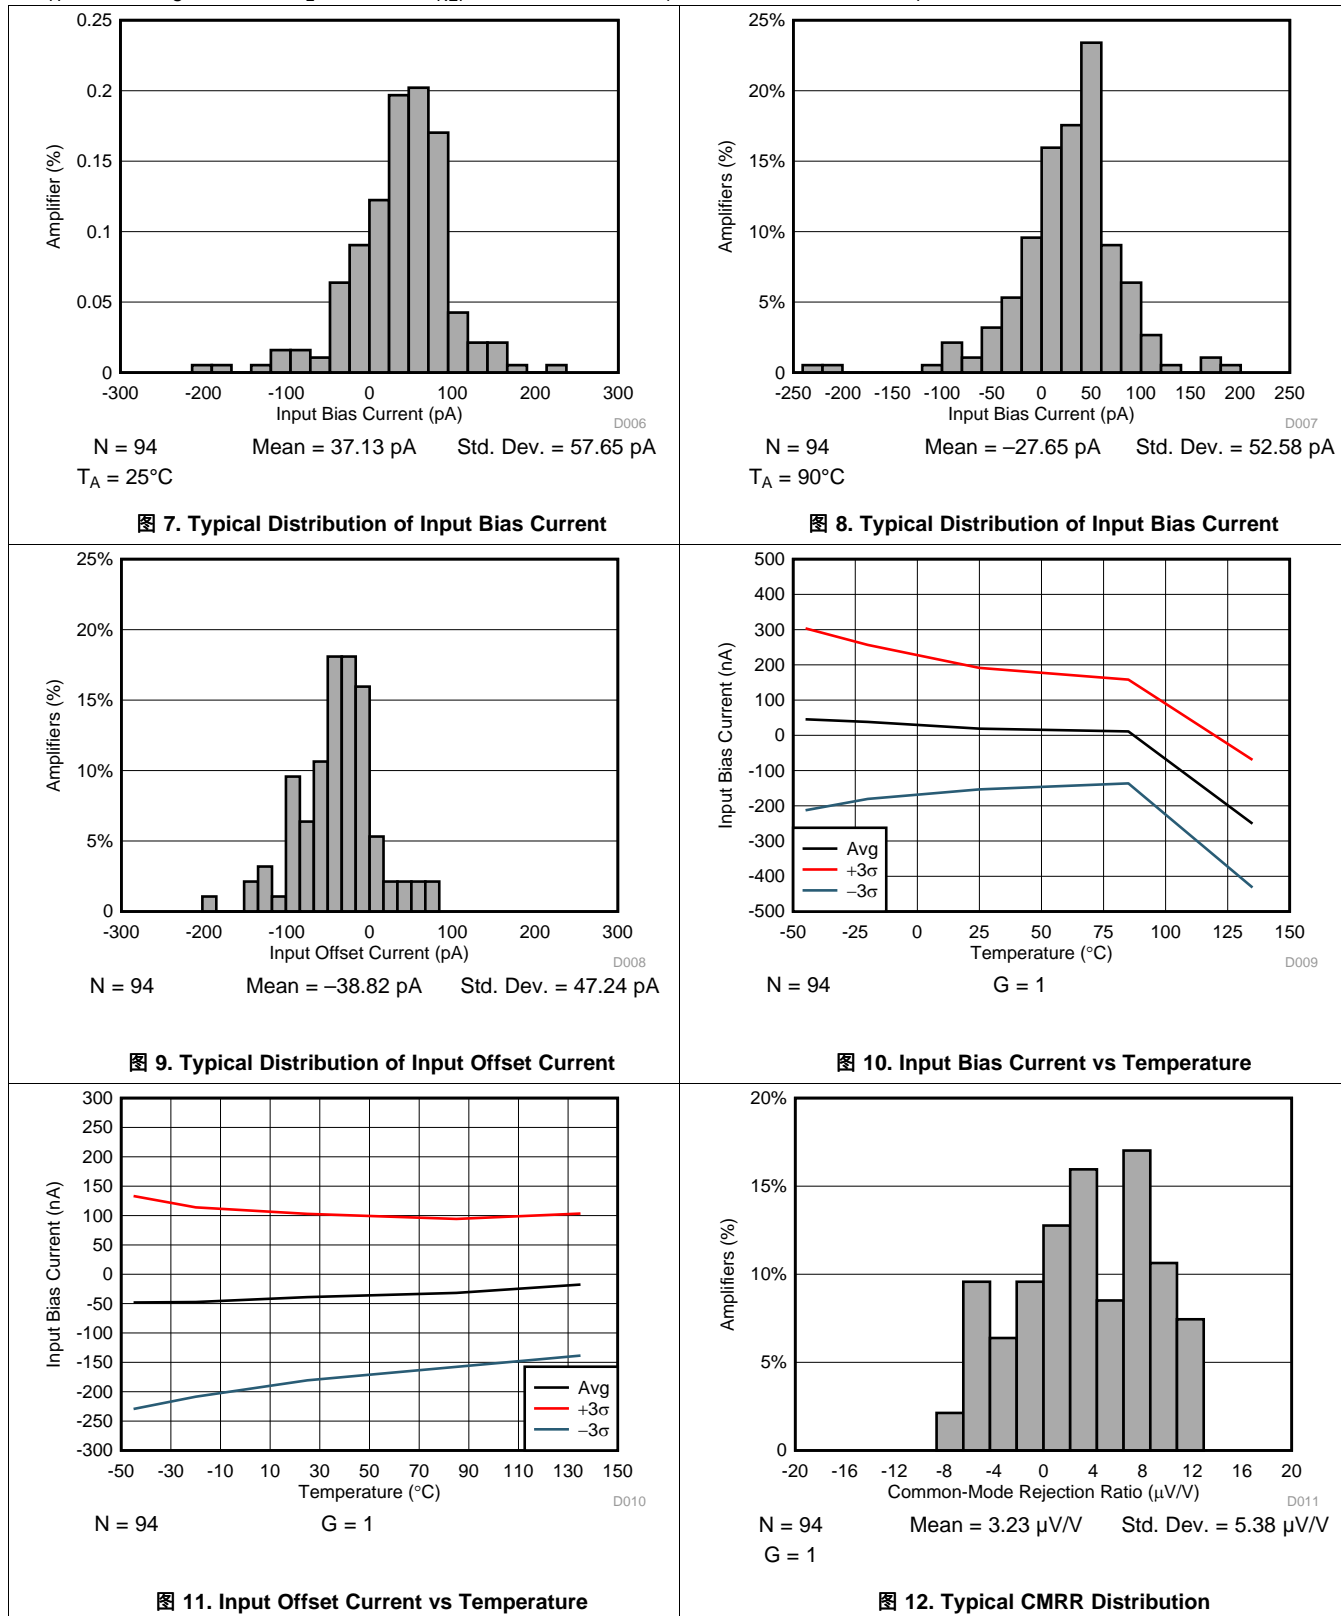 0.25
0.2
0.15
0.1
0.05
0
Amplifier (%)
-300 -200 -100 0 100 200 300
Input Bias Current (pA)
D006
N = 94 Mean = 37.13 pA Std. Dev. = 57.65 pA
TA = 25°C
图 7. Typical Distribution of Input Bias Current
25%
20%
15%
10%
5%
0
Amplifiers (%)
-250 -200 -150 -100 -50 0 50 100 150 200 250
Input Bias Current (pA)
D007
N = 94 Mean = –27.65 pA Std. Dev. = 52.58 pA
TA = 90°C
图 8. Typical Distribution of Input Bias Current
25%
20%
15%
10%
5%
0
Amplifiers (%)
-300 -200 -100 0 100 200 300
Input Offset Current (pA)
D008
N = 94 Mean = –38.82 pA Std. Dev. = 47.24 pA
图 9. Typical Distribution of Input Offset Current
500
400
300
200
100
0
-100
-200
-300
-400
-500
Input Bias Current (nA)
Avg
+3σ
−3σ
-50 -25 0 25 50 75 100 125 150
Temperature (°C)
D009
N = 94 G = 1
图 10. Input Bias Current vs Temperature
300
250
200
150
100
50
0
-50
-100
-150
-200
-250
-300
Input Bias Current (nA)
Avg
+3σ
−3σ
-50 -30 -10 10 30 50 70 90 110 130 150
Temperature (°C)
D010
N = 94 G = 1
图 11. Input Offset Current vs Temperature
20%
15%
10%
5%
0
Amplifiers (%)
-20 -16 -12 -8 -4 0 4 8 12 16 20
Common-Mode Rejection Ratio (μV/V)
D011
N = 94 Mean = 3.23 μV/V Std. Dev. = 5.38 μV/V
G = 1
图 12. Typical CMRR Distribution